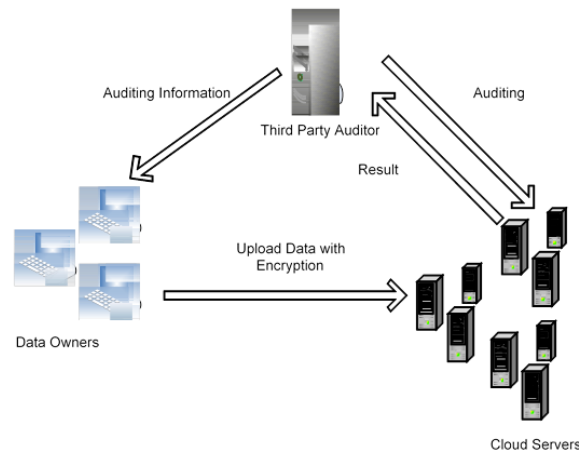 Auditing Information
Auditing
Third Party Auditor
Result
Upload Data with
Encryption
Data Owners
Cloud Servers